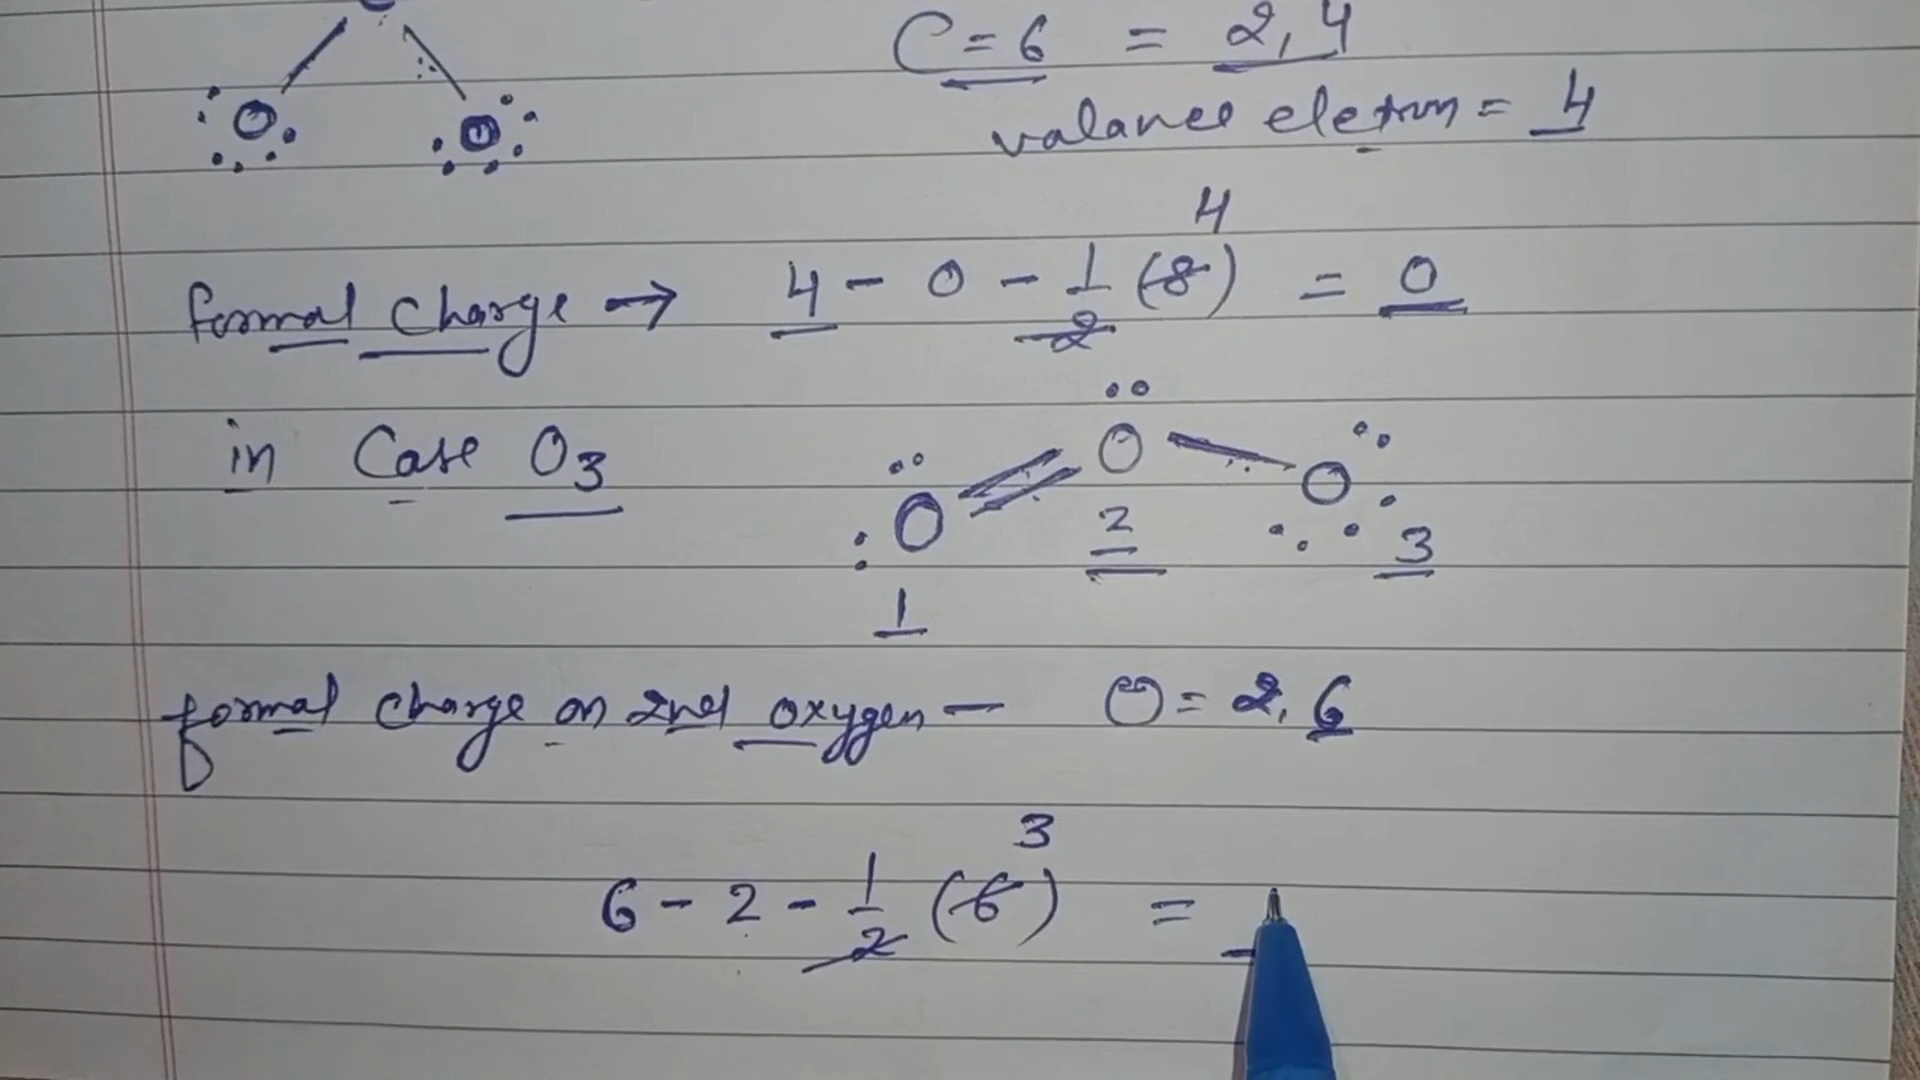 C = 6 = 2, 4
valance eletron = 4
O O
4
formal charge → 4 - 0 - 1/2 (8) = 0
in Case O3
O = O - O
1 2 3
formal charge on 2nd oxygen - O = 2, 6
3
6 - 2 - 1/2 (6) =